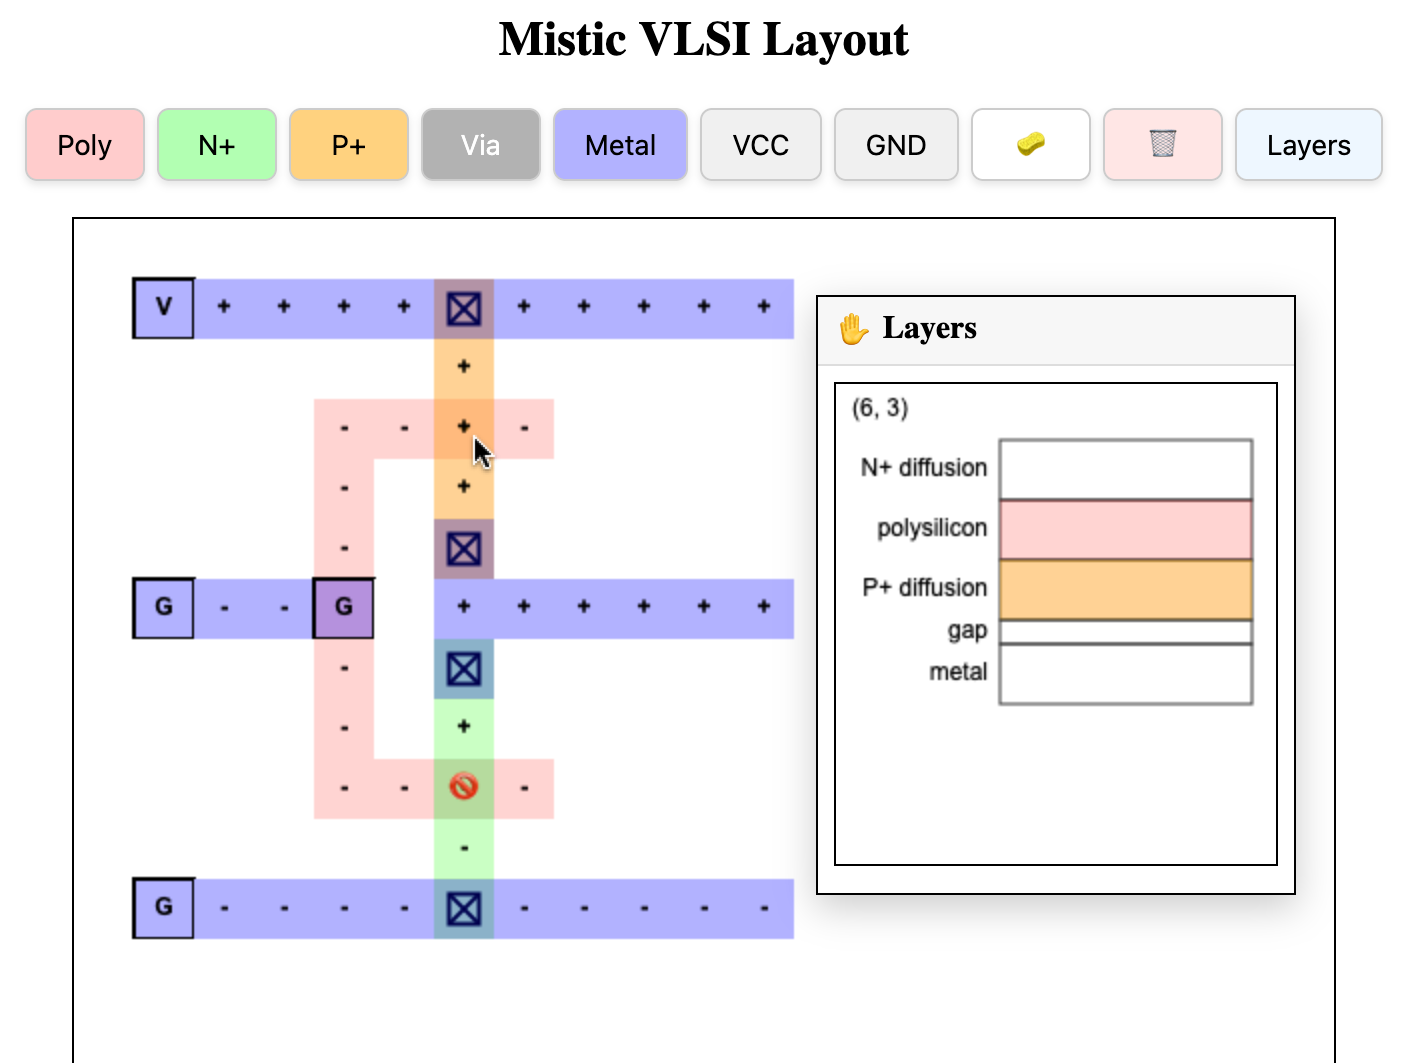 Mistic VLSI Layout
Poly N+ P+ Via Metal VCC GND Layers
V + + + + + + + + +
+
- - + -
- +
-
G - - G + + + + + +
-
- +
- - -
-
G - - - - - - - - -
Layers
(6, 3)
N+ diffusion
polysilicon
P+ diffusion
gap
metal